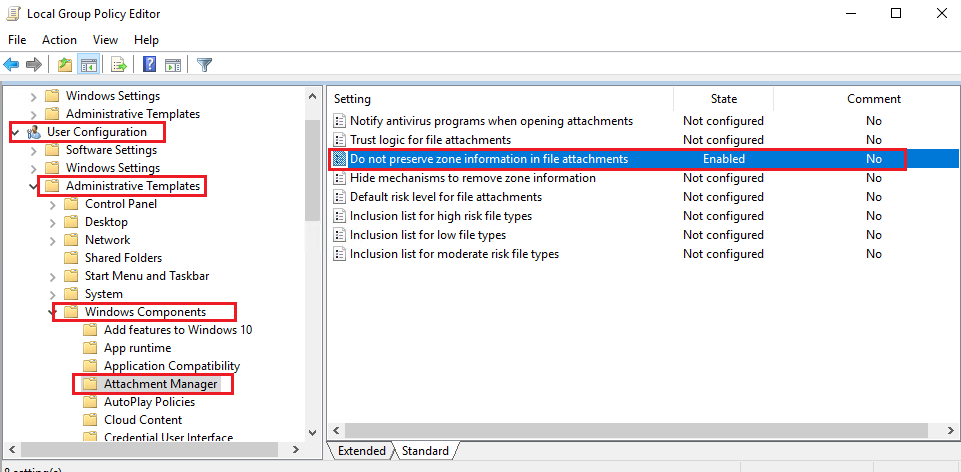 Local Group Policy Editor
File Action View Help
Windows Settings
Administrative Templates
User Configuration
Software Settings
Windows Settings
Administrative Templates
Control Panel
Desktop
Network
Shared Folders
Start Menu and Taskbar
System
Windows Components
Add features to Windows 10
App runtime
Application Compatibility
Attachment Manager
AutoPlay Policies
Cloud Content
Credential User Interface
Setting State Comment
Notify antivirus programs when opening attachments Not configured No
Trust logic for file attachments Not configured No
Do not preserve zone information in file attachments Enabled No
Hide mechanisms to remove zone information Not configured No
Default risk level for file attachments Not configured No
Inclusion list for high risk file types Not configured No
Inclusion list for low file types Not configured No
Inclusion list for moderate risk file types Not configured No
Extended Standard
8 setting(s)